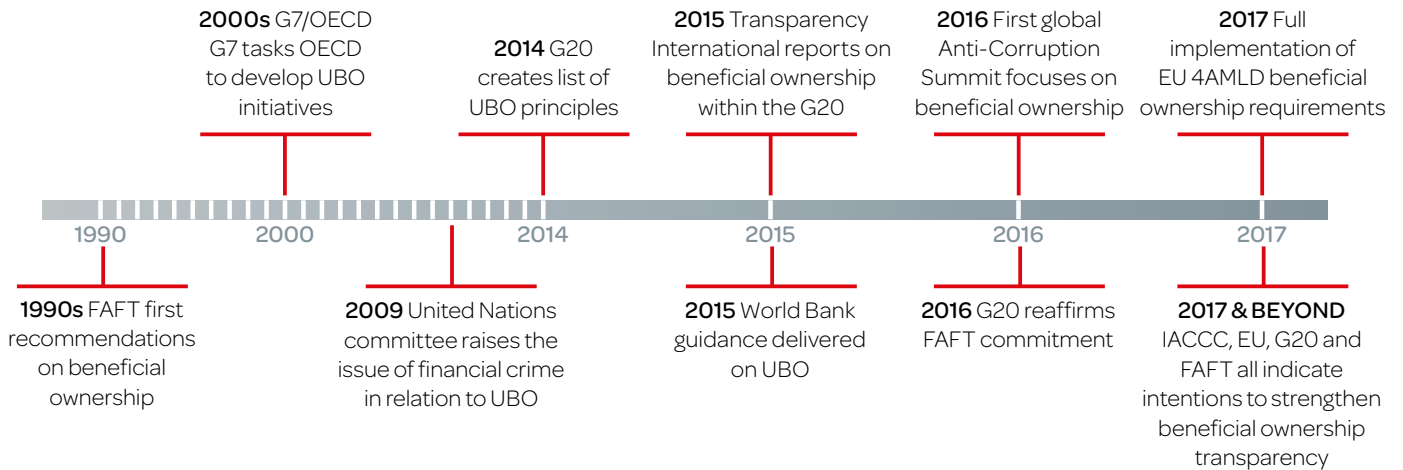 2000s G7/OECD
G7 tasks OECD
to develop UBO
initiatives
2014 G20
creates list of
UBO principles
2015 Transparency
International reports on
beneficial ownership
within the G20
2016 First global
Anti-Corruption
Summit focuses on
beneficial ownership
2017 Full
implementation of
EU 4AMLD beneficial
ownership requirements
1990
2000
2014
2015
2016
2017
1990s FAFT first
recommendations
on beneficial
ownership
2009 United Nations
committee raises the
issue of financial crime
in relation to UBO
2015 World Bank
guidance delivered
on UBO
2016 G20 reaffirms
FAFT commitment
2017 & BEYOND
IACCC, EU, G20 and
FAFT all indicate
intentions to strengthen
beneficial ownership
transparency